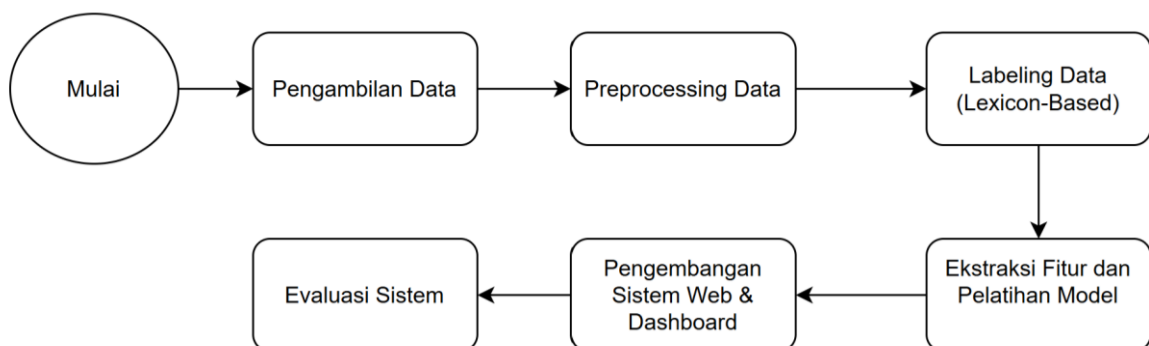 Mulai
Pengambilan Data
Preprocessing Data
Labeling Data
(Lexicon-Based)
Ekstraksi Fitur dan
Pelatihan Model
Pengembangan
Sistem Web &
Dashboard
Evaluasi Sistem